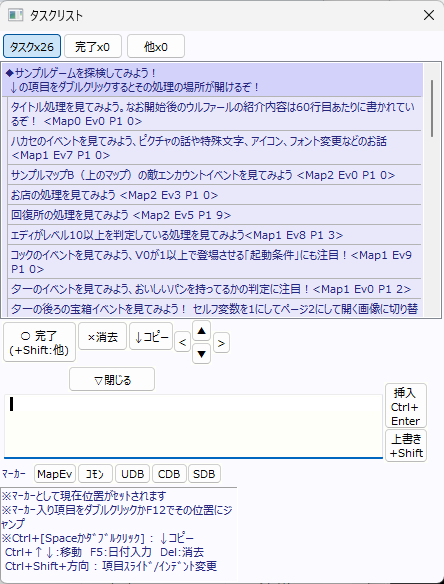 タスクリスト
タスクx26 完了x0 他x0
◆サンプルゲームを探検してみよう！
↓の項目をダブルクリックするとその処理の場所が開けるぞ！
タイトル処理を見てみよう。なお開始後のウルファールの紹介内容は60行目あたりに書かれてい
るぞ！ <Map0 Ev0 P1 0>
ハカセのイベントを見てみよう、ピクチャの話や特殊文字、アイコン、フォント変更などのお話
<Map1 Ev7 P1 0>
サンプルマップB（上のマップ）の敵エンカウントイベントを見てみよう <Map2 Ev0 P1 0>
お店の処理を見てみよう <Map2 Ev3 P1 0>
回復所の処理を見てみよう <Map2 Ev5 P1 9>
エディがレベル10以上を判定している処理を見てみよう<Map1 Ev8 P1 3>
コックのイベントを見てみよう、V0が1以上で登場させる「起動条件」にも注目！<Map1 Ev9
P1 0>
ターのイベントを見てみよう、おいしいパンを持ってるかの判定に注目！<Map1 Ev0 P1 2>
ターの後ろの宝箱イベントを見てみよう！ セルフ変数を1にしてページ2にして開く画像に切り替
○ 完了
(+Shift:他)
×消去
↓コピー
<
▲
▼
>
▽閉じる
挿入
Ctrl+
Enter
上書き
+Shift
ﾏｰｶｰ MapEv ｺﾓﾝ UDB CDB SDB
※ﾏｰｶｰとして現在位置がｾｯﾄされます
※ﾏｰｶｰ入り項目をﾀﾞﾌﾞﾙｸﾘｯｸかF12でその位置にｼﾞ
ｬﾝﾌﾟ
※Ctrl+[Spaceかﾀﾞﾌﾞﾙｸﾘｯｸ]：↓ｺﾋﾟｰ
Ctrl+↑↓:移動 F5:日付入力 Del:消去
Ctrl+Shift+方向：項目ｽﾗｲﾄﾞ/ｲﾝﾃﾞﾝﾄ変更